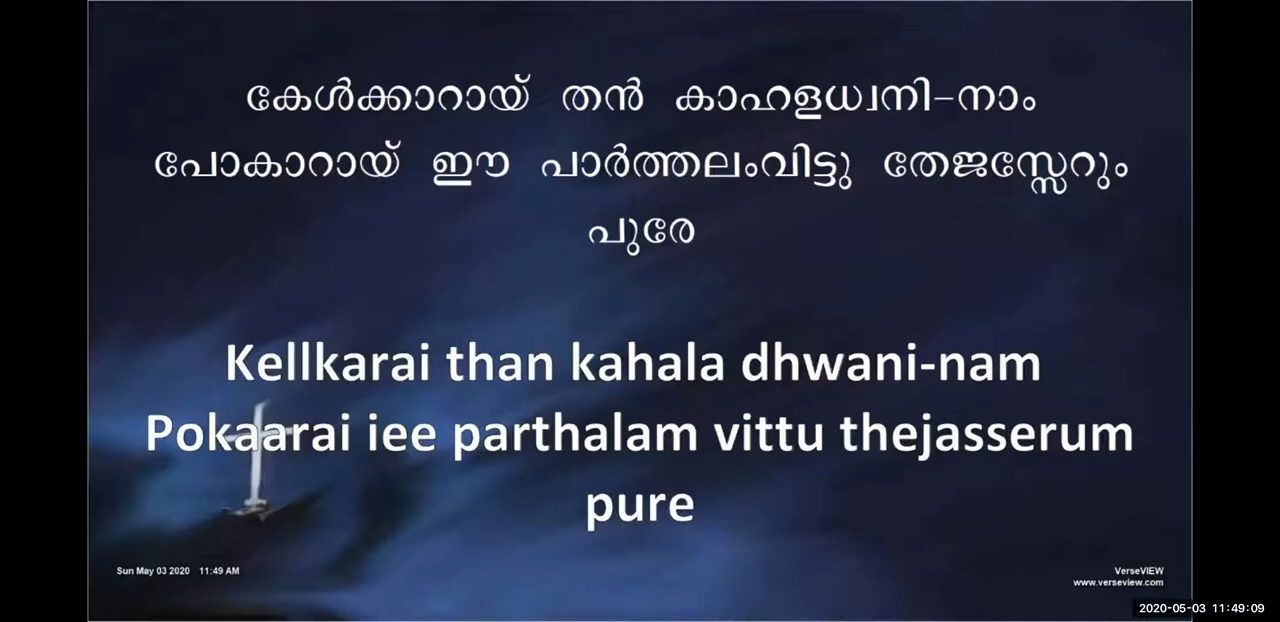 കേൾക്കാറായ് തൻ കാഹളധ്വനി-നാം
പോകാറായ് ഈ പാർത്തലംവിട്ടു തേജസ്സേറും
പുരേ
Kellkarai than kahala dhwani-nam
Pokaarai iee parthalam vittu thejasserum
pure
Sun May 03 2020 11:49 AM
VerseVIEW
www.verseview.com
2020-05-03 11:49:09